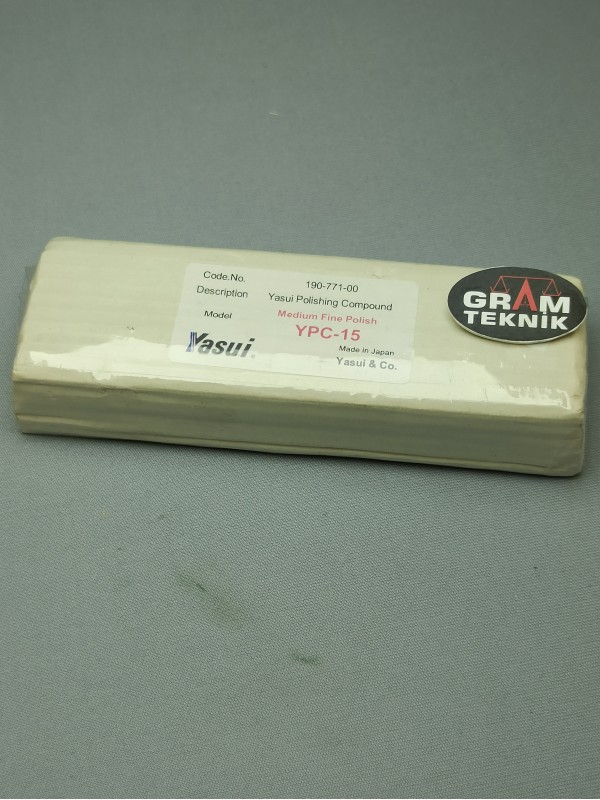 Code.No. 190-771-00
Description Yasui Polishing Compound
Medium Fine Polish
Model YPC-15
Yasui
Made in Japan
Yasui & Co.
GRAM
TEKNİK